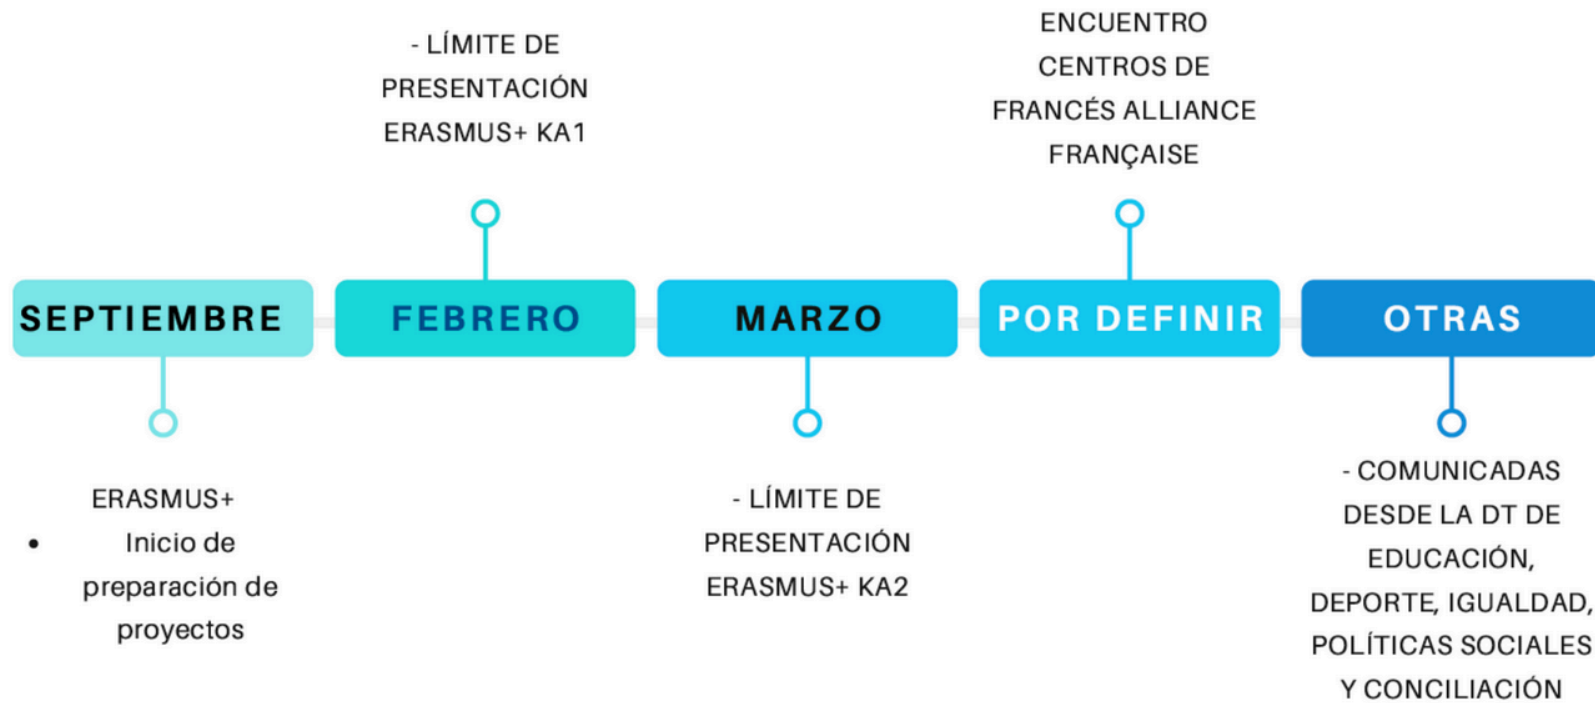 - LÍMITE DE
PRESENTACIÓN
ERASMUS+ KA1
ENCUENTRO
CENTROS DE
FRANCÉS ALLIANCE
FRANÇAISE
SEPTIEMBRE
FEBRERO
MARZO
POR DEFINIR
OTRAS
ERASMUS+
• Inicio de
preparación de
proyectos
- LÍMITE DE
PRESENTACIÓN
ERASMUS+ KA2
- COMUNICADAS
DESDE LA DT DE
EDUCACIÓN,
DEPORTE, IGUALDAD,
POLÍTICAS SOCIALES
Y CONCILIACIÓN